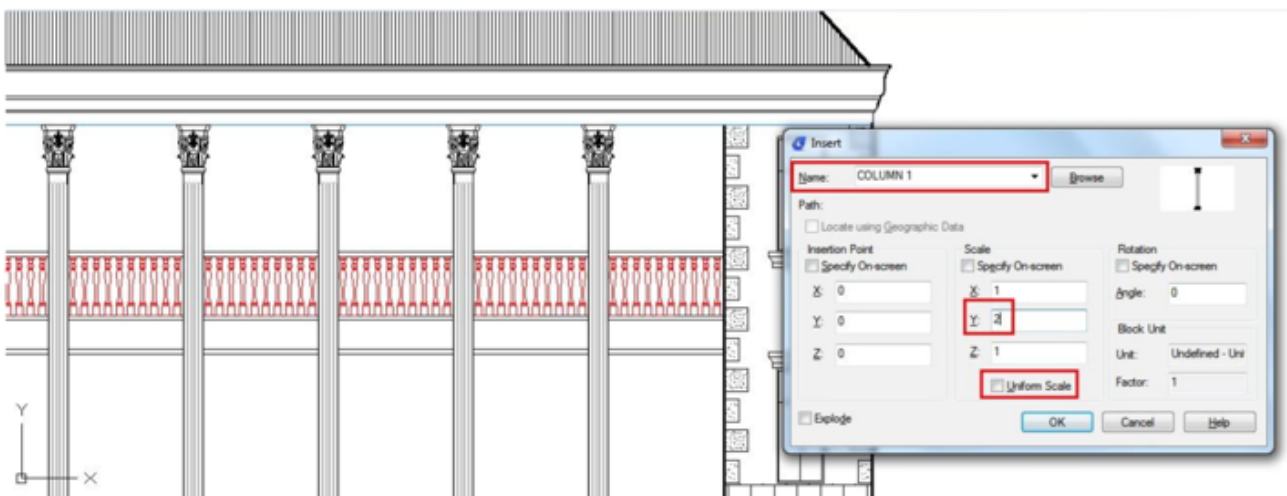 Insert
Name: COLUMN 1 Browse
Path:
Locate using Geographic Data
Insertion Point Scale Rotation
Specify On-screen Specify On-screen Specify On-screen
X: 0 X: 1 Angle: 0
Y: 0 Y: 2 Block Unit
Z: 0 Z: 1 Unit: Undefined - Uni
Uniform Scale Factor: 1
Explode OK Cancel Help
Y
X